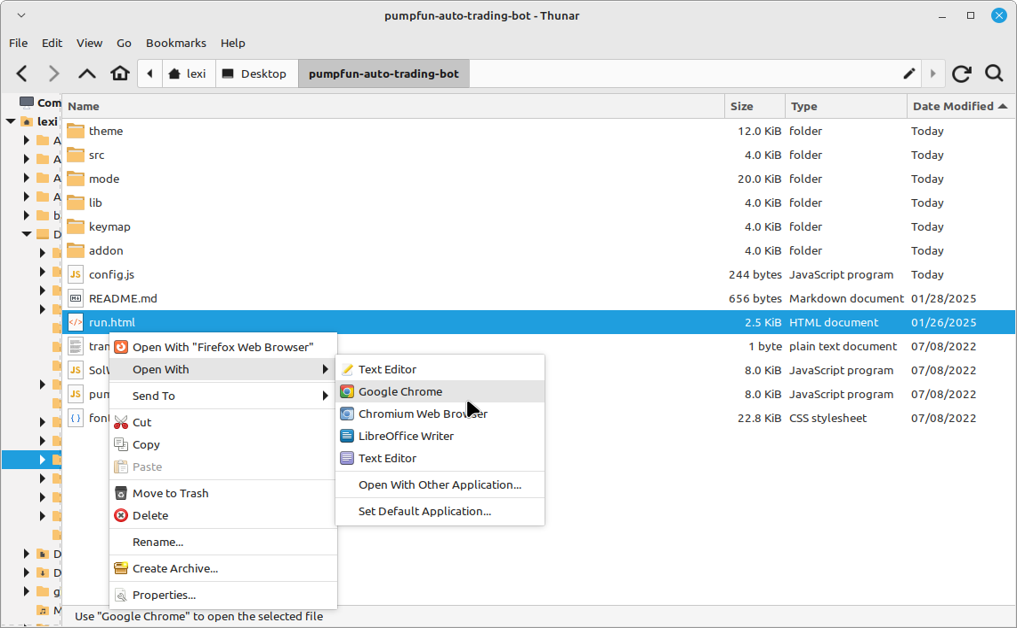 pumpfun-auto-trading-bot - Thunar
File Edit View Go Bookmarks Help
lexi Desktop pumpfun-auto-trading-bot
Com
lexi
A
A
A
A
b
D
D
D
g
M
Name Size Type Date Modified
theme 12.0 KiB folder Today
src 4.0 KiB folder Today
mode 20.0 KiB folder Today
lib 4.0 KiB folder Today
keymap 4.0 KiB folder Today
addon 4.0 KiB folder Today
JS config.js 244 bytes JavaScript program Today
README.md 656 bytes Markdown document 01/28/2025
</> run.html 2.5 KiB HTML document 01/26/2025
tran 1 byte plain text document 07/08/2022
JS SolV 8.0 KiB JavaScript program 07/08/2022
JS pum 8.0 KiB JavaScript program 07/08/2022
{ } font 22.8 KiB CSS stylesheet 07/08/2022
Open With "Firefox Web Browser"
Open With
Send To
Cut
Copy
Paste
Move to Trash
Delete
Rename...
Create Archive...
Properties...
Text Editor
Google Chrome
Chromium Web Browser
LibreOffice Writer
Text Editor
Open With Other Application...
Set Default Application...
Use "Google Chrome" to open the selected file